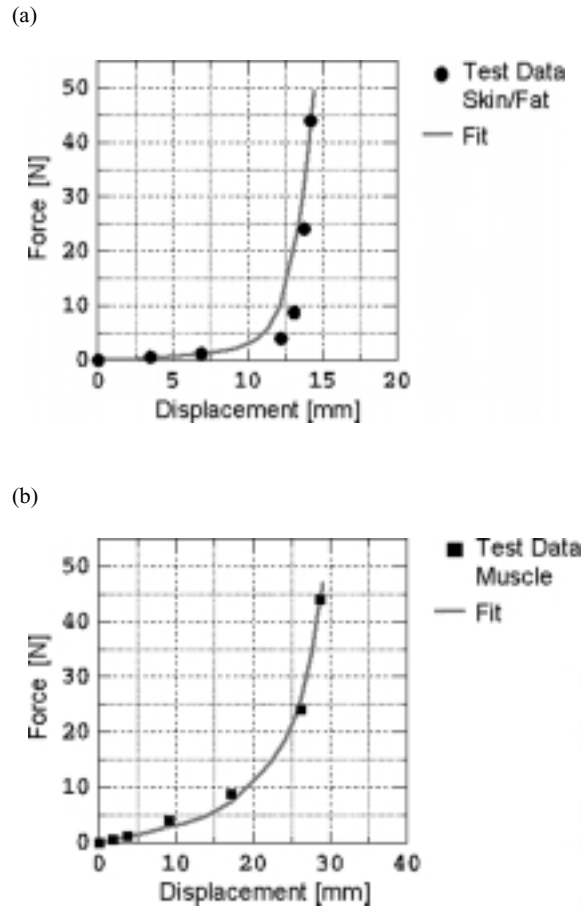 (a)
50
40
30
20
10
0
Force [N]
0 5 10 15 20
Displacement [mm]
Test Data
Skin/Fat
Fit
(b)
50
40
30
20
10
0
Force [N]
0 10 20 30 40
Displacement [mm]
Test Data
Muscle
Fit